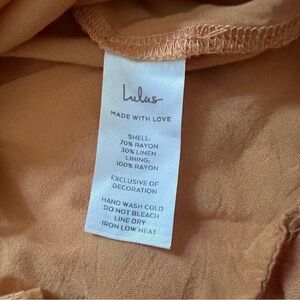 Lulus
MADE WITH LOVE
SHELL:
70% RAYON
30% LINEN
LINING:
100% RAYON
EXCLUSIVE OF
DECORATION
HAND WASH COLD
DO NOT BLEACH
LINE DRY
IRON LOW HEAT